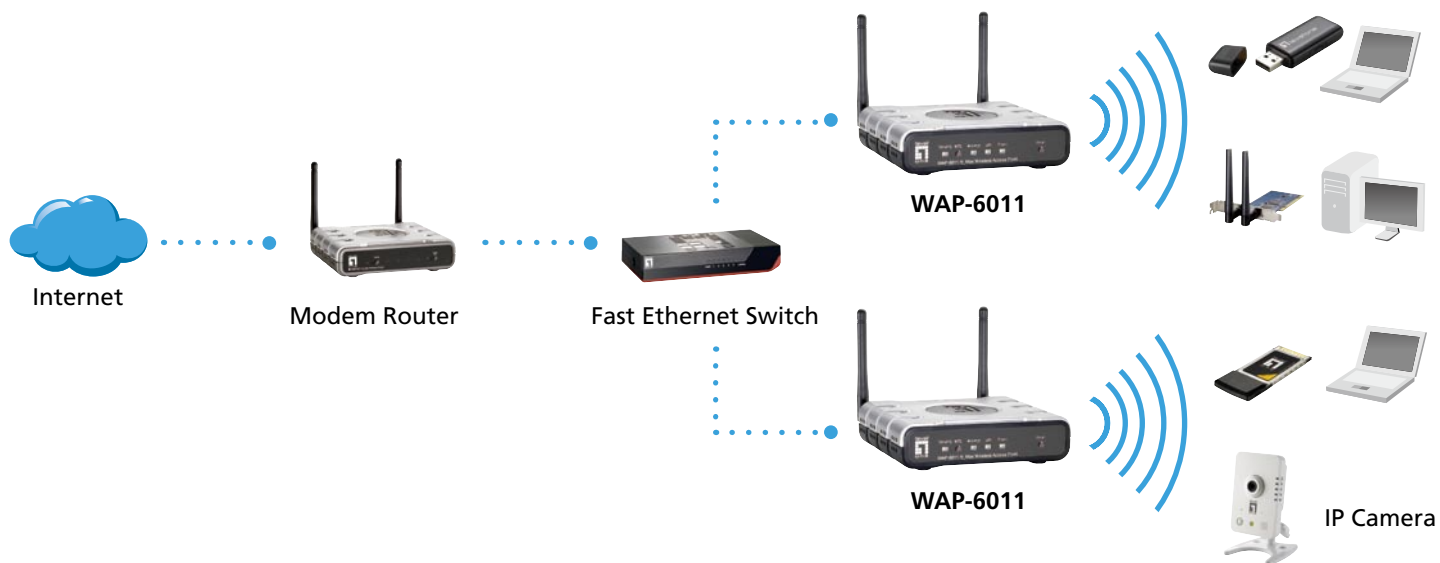 WAP-6011
Internet
Modem Router
Fast Ethernet Switch
WAP-6011
IP Camera